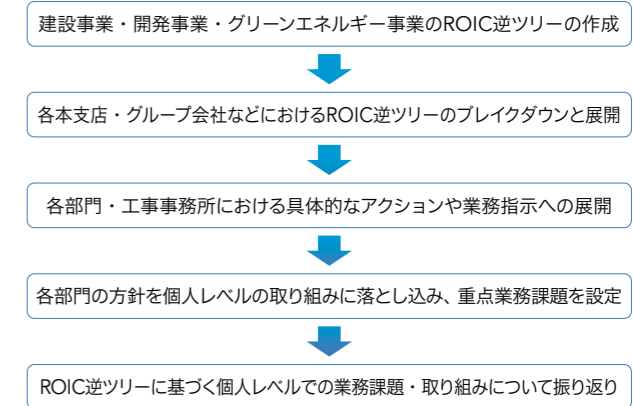 建設事業・開発事業・グリーンエネルギー事業のROIC逆ツリーの作成
各本支店・グループ会社などにおけるROIC逆ツリーのブレイクダウンと展開
各部門・工事事務所における具体的なアクションや業務指示への展開
各部門の方針を個人レベルの取り組みに落とし込み、重点業務課題を設定
ROIC逆ツリーに基づく個人レベルでの業務課題・取り組みについて振り返り